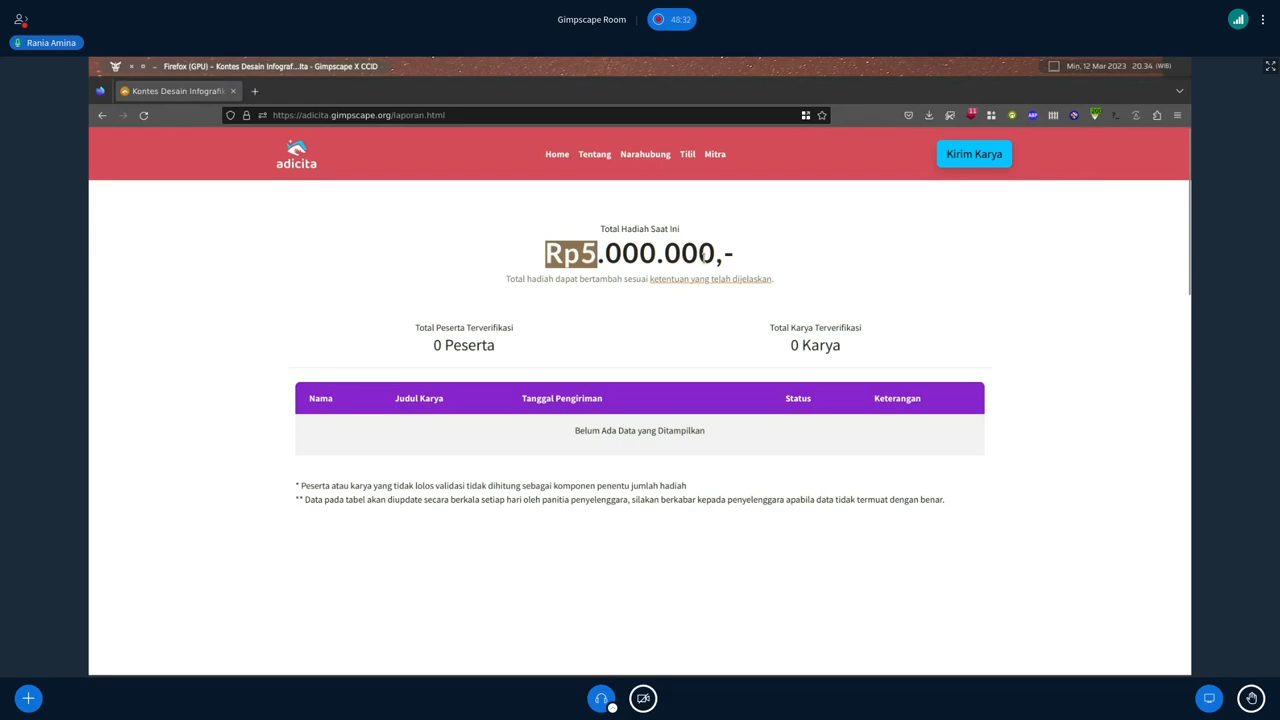 Gimpscape Room
48:32
Rania Amina
Firefox (GPU) - Kontes Desain Infograf...Ita - Gimpscape X CCID
Min, 12 Mar 2023 20.34 (WIB)
Kontes Desain Infografi
https://adicita.gimpscape.org/laporan.html
11
ABP
adicita
Home Tentang Narahubung Tilil Mitra
Kirim Karya
Total Hadiah Saat Ini
Rp5.000.000,-
Total hadiah dapat bertambah sesuai ketentuan yang telah dijelaskan.
Total Peserta Terverifikasi
0 Peserta
Total Karya Terverifikasi
0 Karya
Nama Judul Karya Tanggal Pengiriman Status Keterangan
Belum Ada Data yang Ditampilkan
* Peserta atau karya yang tidak lolos validasi tidak dihitung sebagai komponen penentu jumlah hadiah
** Data pada tabel akan diupdate secara berkala setiap hari oleh panitia penyelenggara, silakan berkabar kepada penyelenggara apabila data tidak termuat dengan benar.